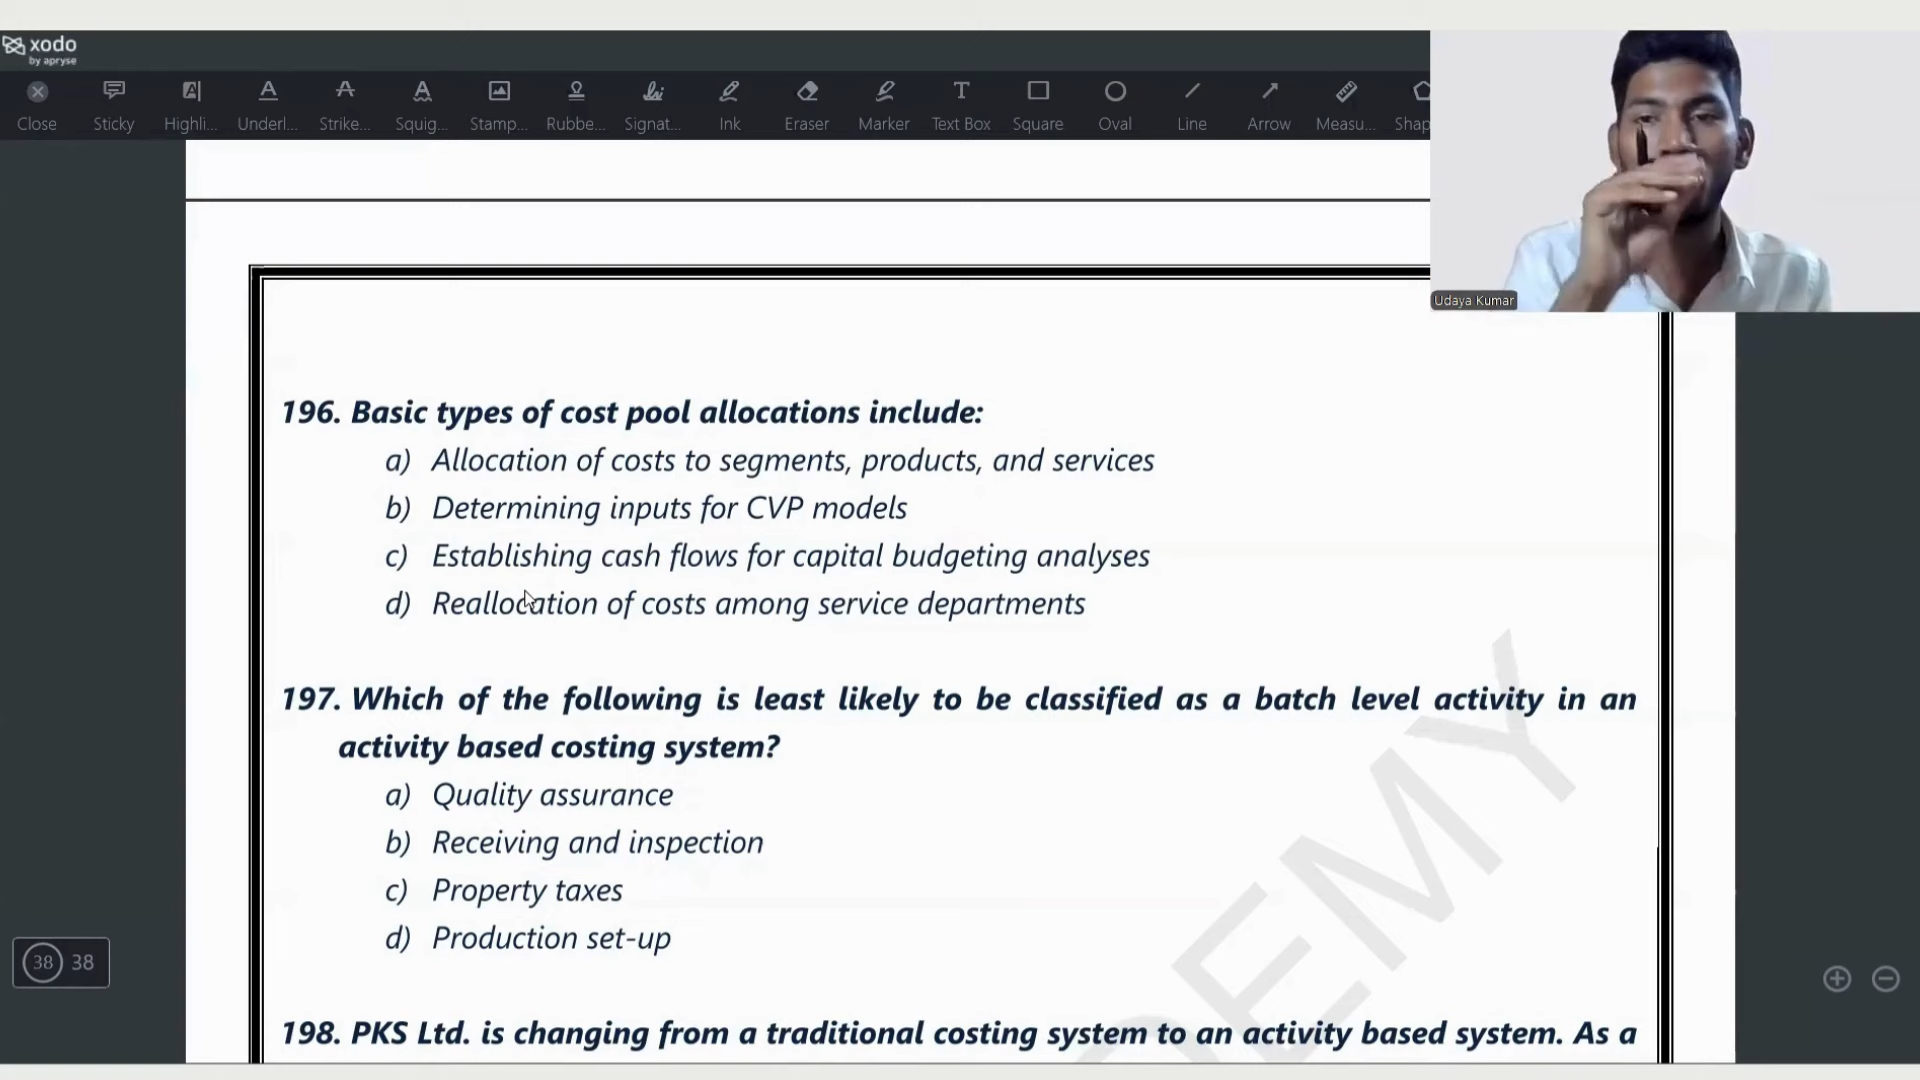 xodo
by apryse
Close
Sticky
Highli...
Underl...
Strike...
Squig...
Stamp...
Rubbe...
Signat...
Ink
Eraser
Marker
Text Box
Square
Oval
Line
Arrow
Measu...
Shap
Udaya Kumar
196. Basic types of cost pool allocations include:
a) Allocation of costs to segments, products, and services
b) Determining inputs for CVP models
c) Establishing cash flows for capital budgeting analyses
d) Reallocation of costs among service departments
197. Which of the following is least likely to be classified as a batch level activity in an
activity based costing system?
a) Quality assurance
b) Receiving and inspection
c) Property taxes
d) Production set-up
198. PKS Ltd. is changing from a traditional costing system to an activity based system. As a
38 38
DEMY